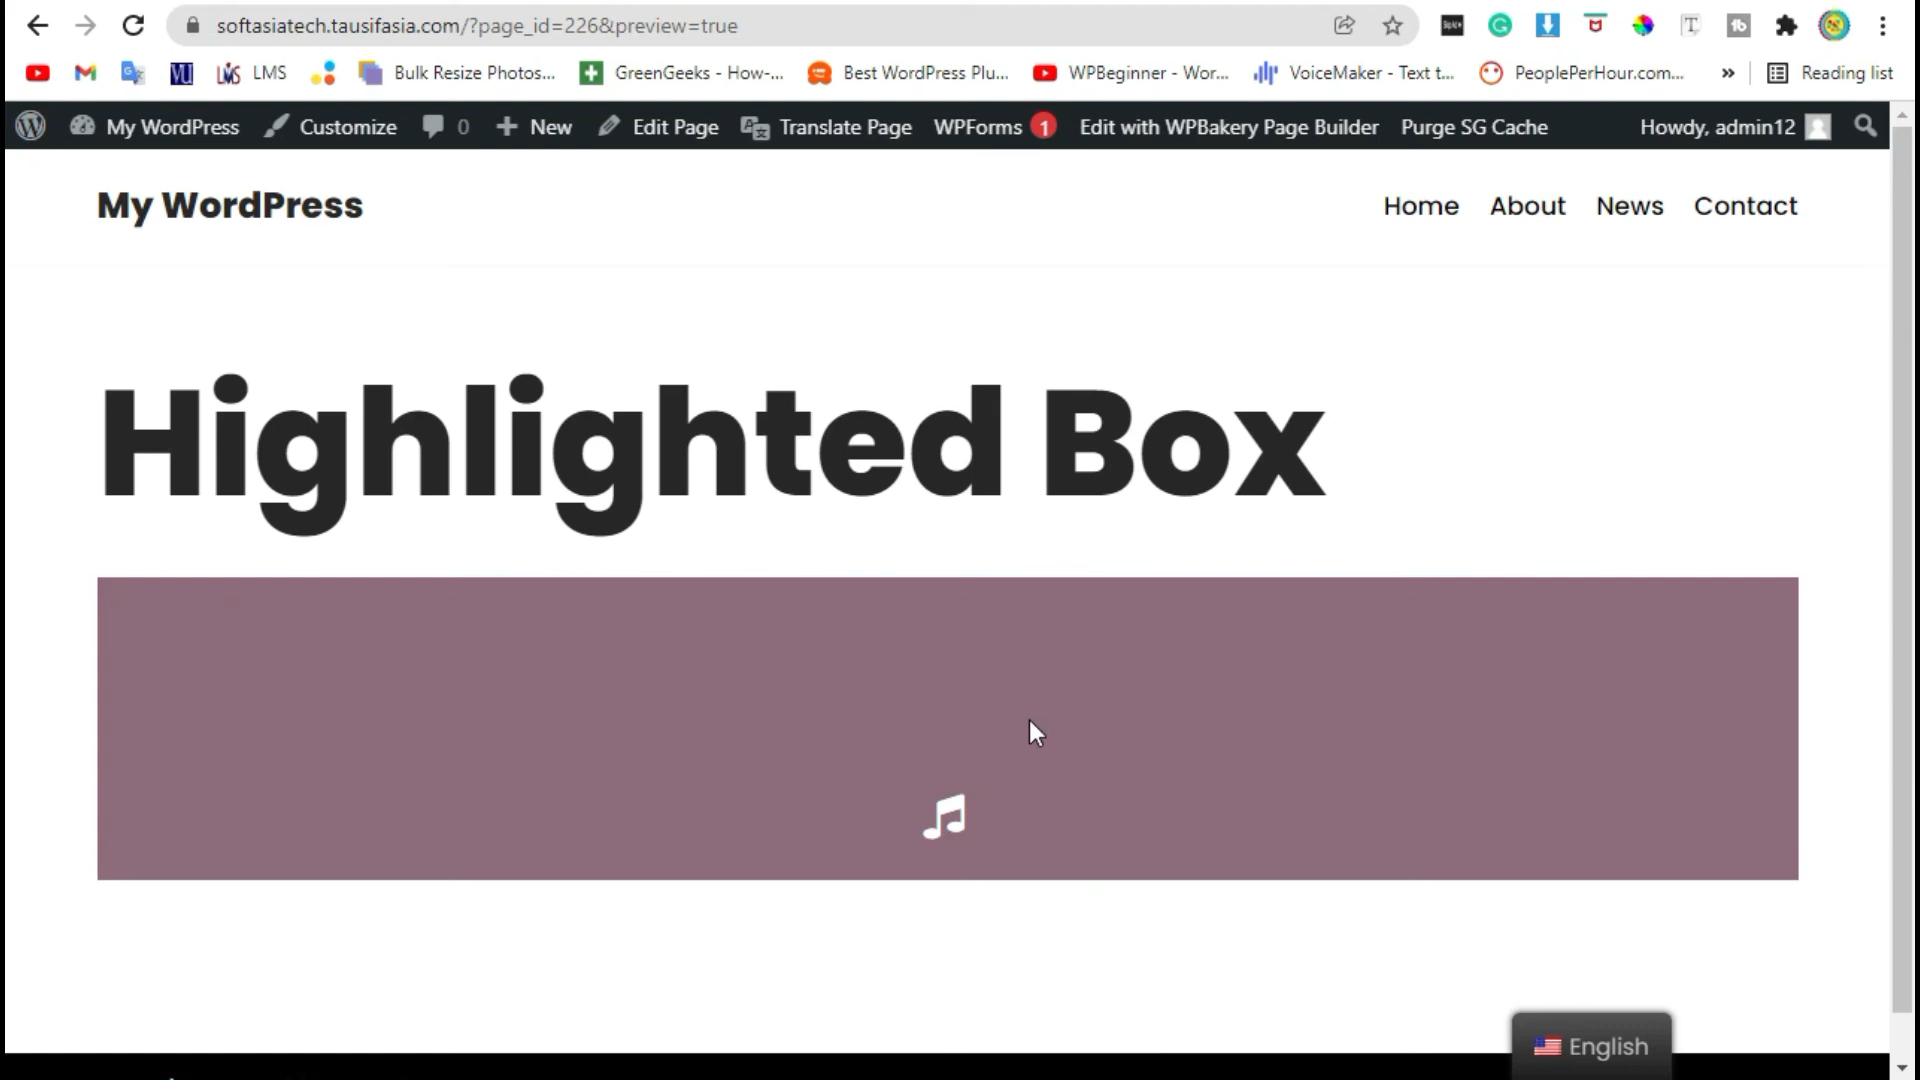 softasiatech.tausifasia.com/?page_id=226&preview=true
LMS Bulk Resize Photos... GreenGeeks - How-... Best WordPress Plu... WPBeginner - Wor... VoiceMaker - Text t... PeoplePerHour.com... » Reading list
My WordPress Customize 0 New Edit Page Translate Page WPForms 1 Edit with WPBakery Page Builder Purge SG Cache Howdy, admin12
My WordPress Home About News Contact
Highlighted Box
English